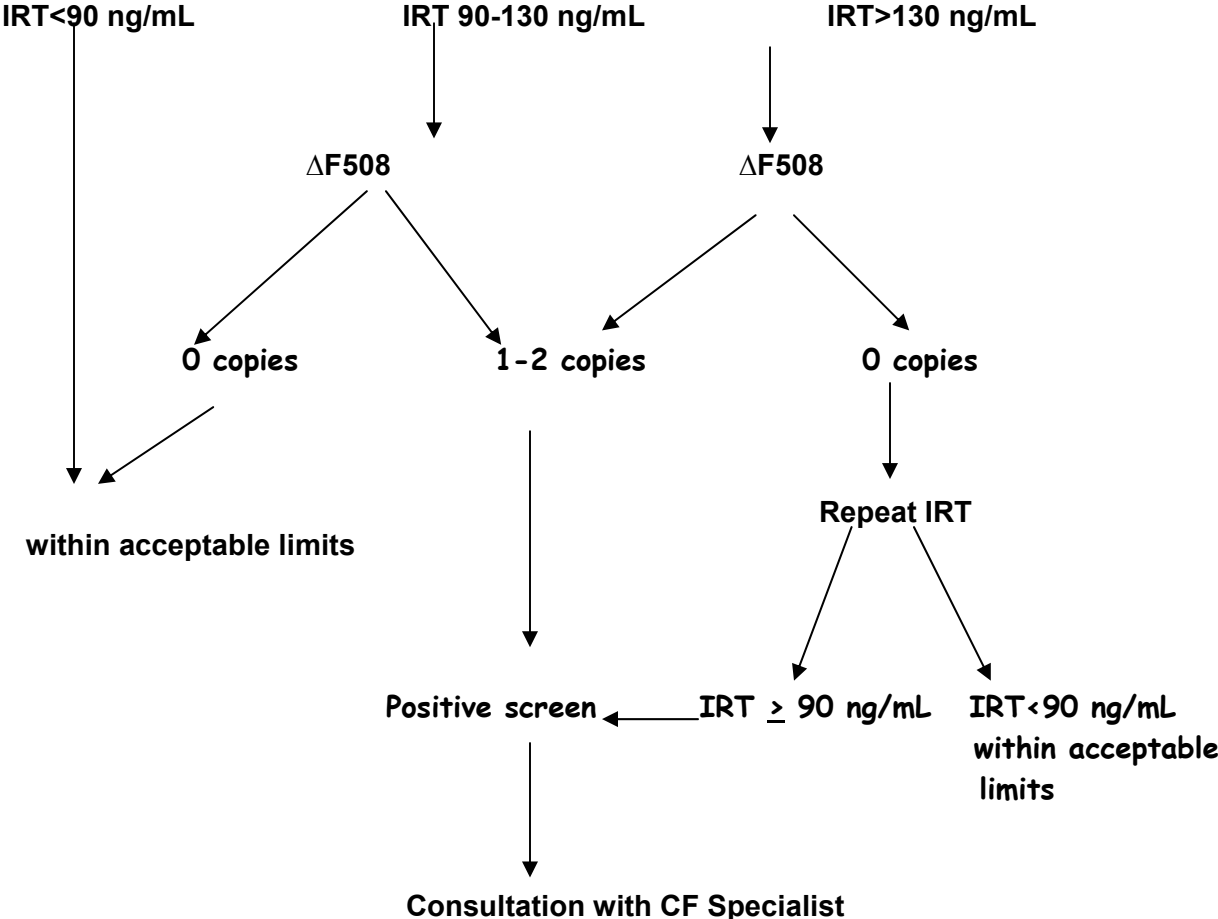 IRT<90 ng/mL
IRT 90-130 ng/mL
IRT>130 ng/mL
∆F508
∆F508
0 copies
1-2 copies
0 copies
Repeat IRT
within acceptable limits
Positive screen
IRT ≥ 90 ng/mL
IRT<90 ng/mL
within acceptable
limits
Consultation with CF Specialist